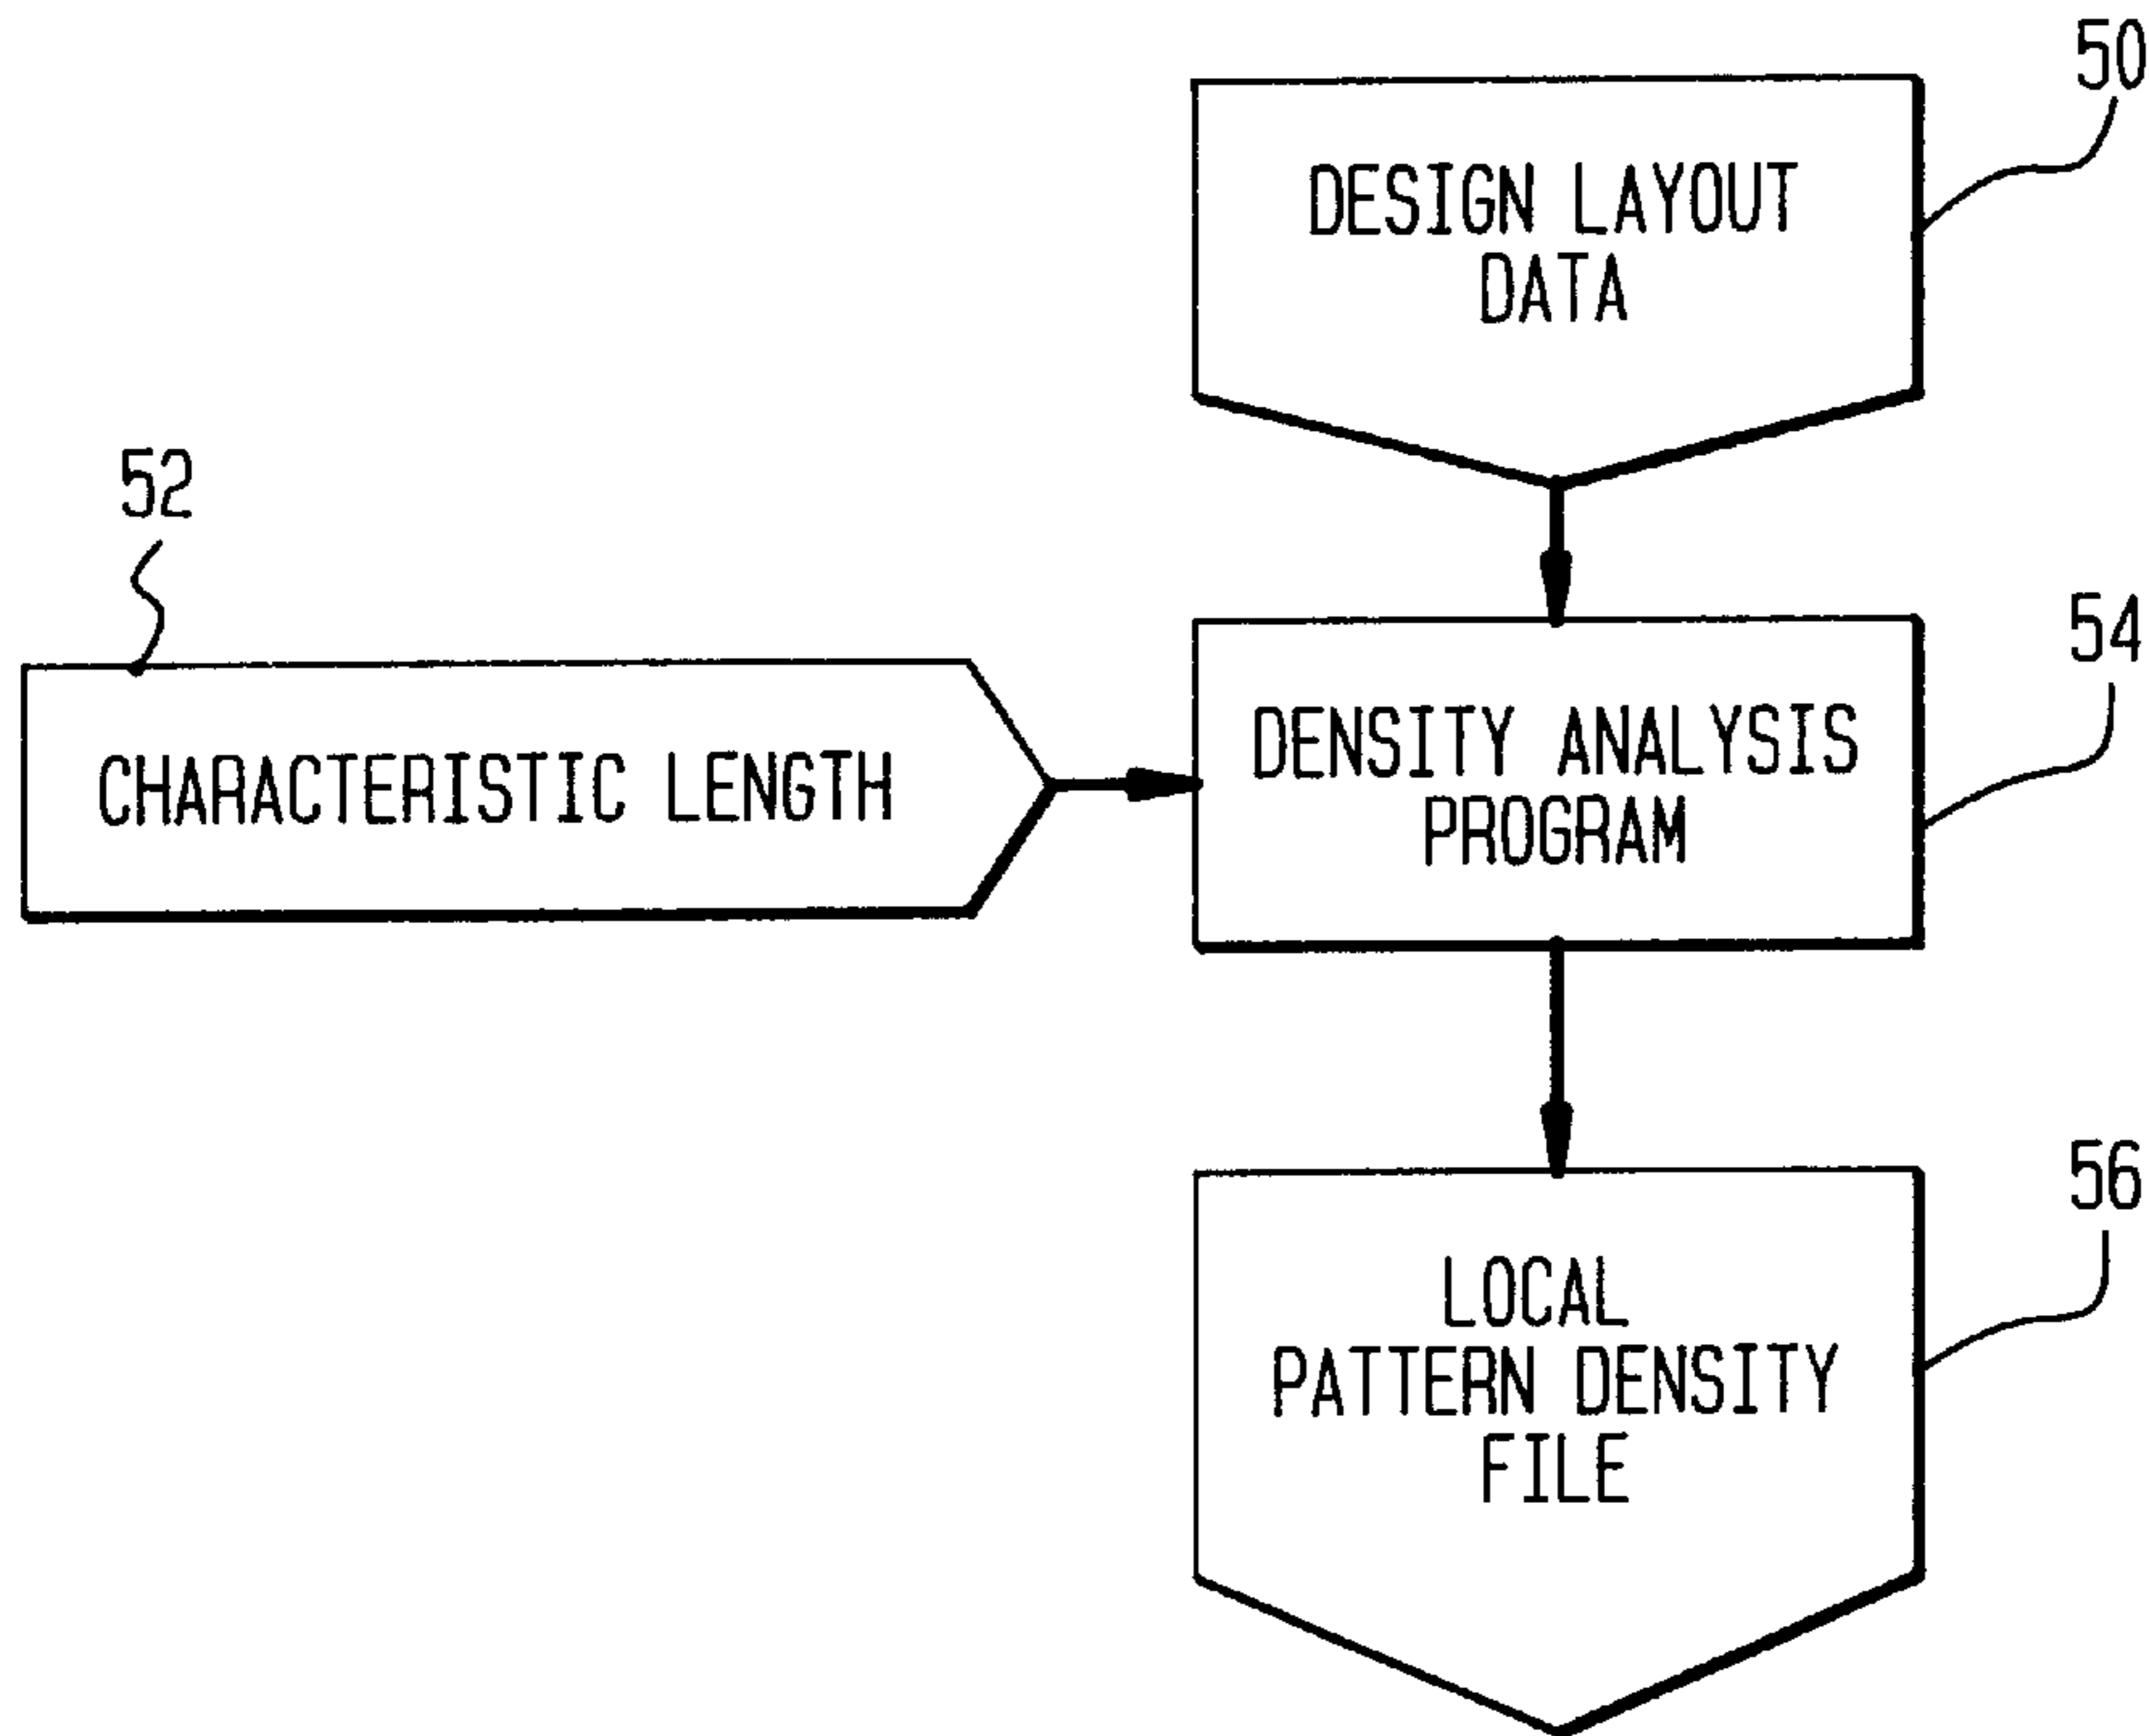 50
DESIGN LAYOUT
DATA
52
54
CHARACTERISTIC LENGTH
DENSITY ANALYSIS
PROGRAM
56
LOCAL
PATTERN DENSITY
FILE